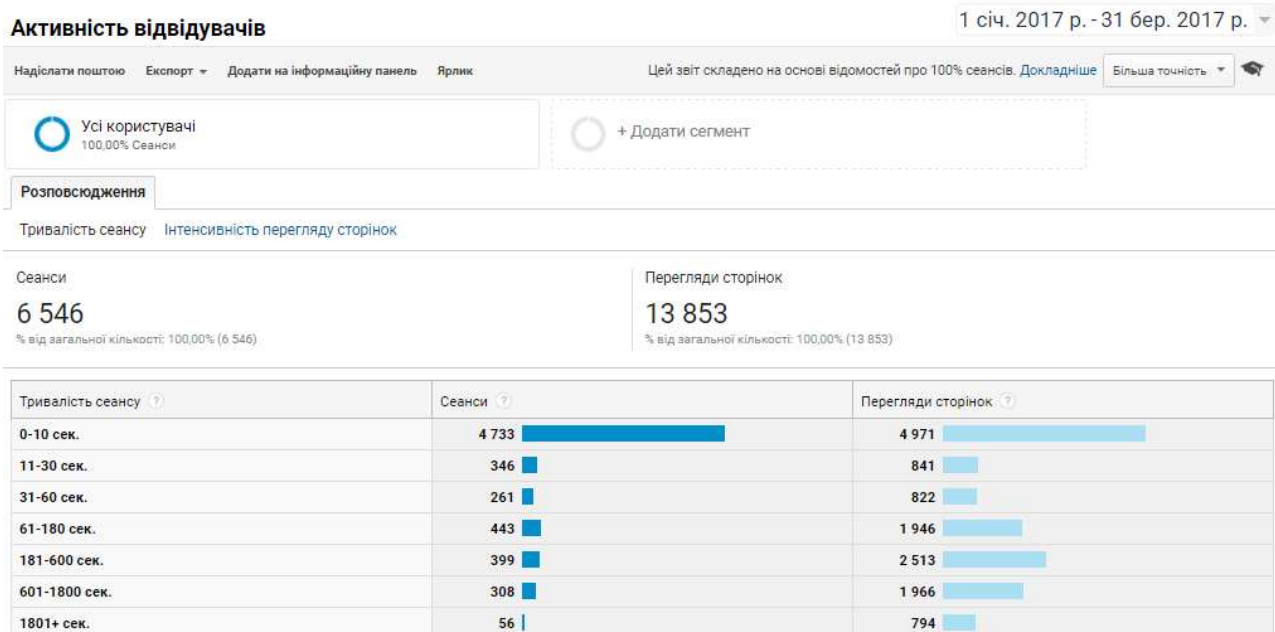 Активність відвідувачів
1 січ. 2017 р. - 31 бер. 2017 р.
Надіслати поштою Експорт Додати на інформаційну панель Ярлик
Цей звіт складено на основі відомостей про 100% сеансів. Докладніше Більша точність
Усі користувачі
100,00% Сеанси
+ Додати сегмент
Розповсюдження
Тривалість сеансу Інтенсивність перегляду сторінок
Сеанси
6 546
% від загальної кількості: 100,00% (6 546)
Перегляди сторінок
13 853
% від загальної кількості: 100,00% (13 853)
Тривалість сеансу ? Сеанси ? Перегляди сторінок ?
0-10 сек. 4 733 4 971
11-30 сек. 346 841
31-60 сек. 261 822
61-180 сек. 443 1 946
181-600 сек. 399 2 513
601-1800 сек. 308 1 966
1801+ сек. 56 794